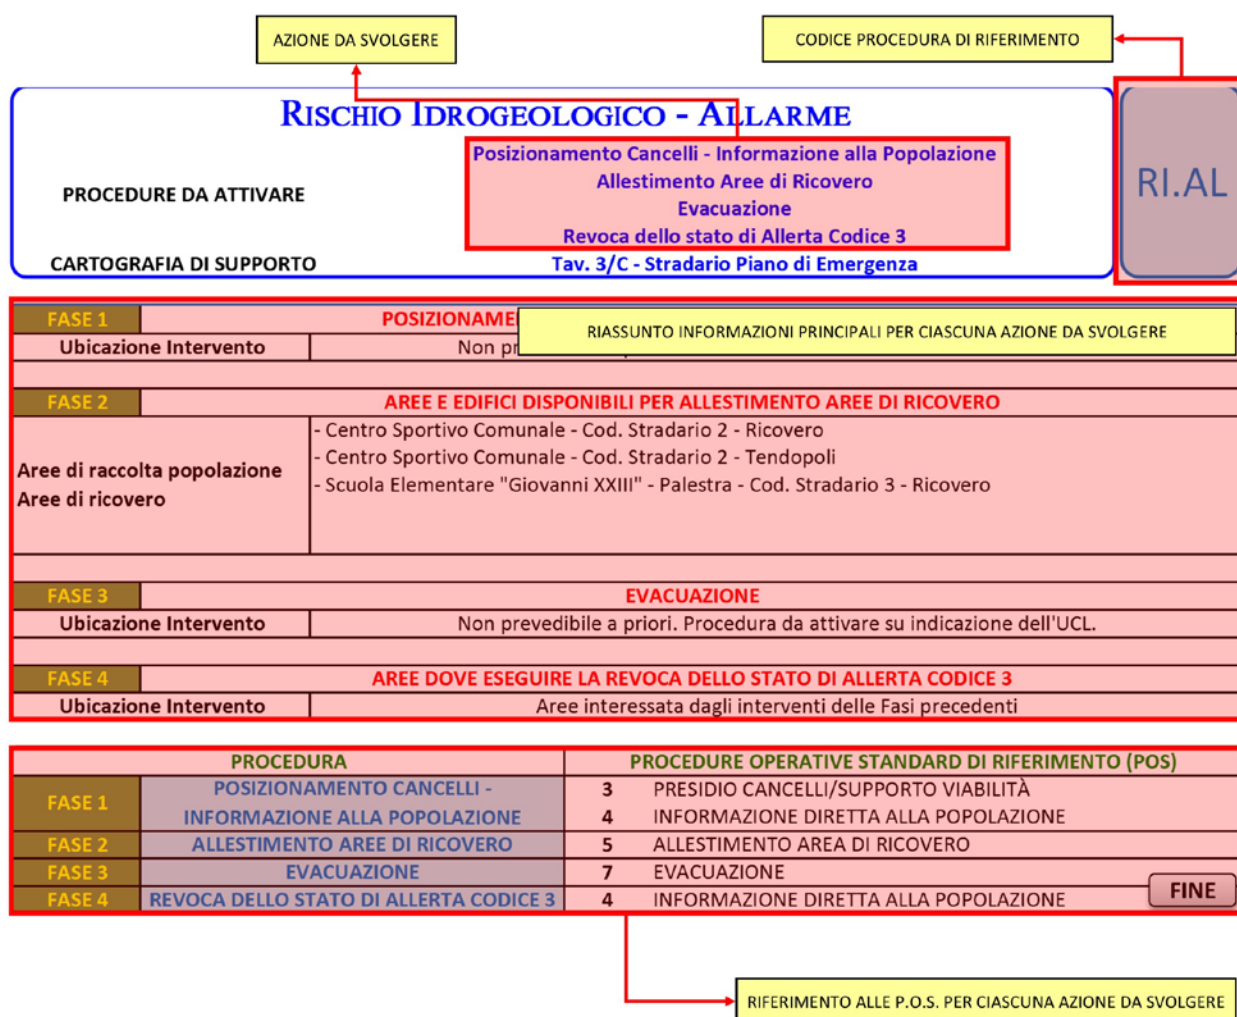 AZIONE DA SVOLGERE
CODICE PROCEDURA DI RIFERIMENTO
RISCHIO IDROGEOLOGICO - ALLARME
PROCEDURE DA ATTIVARE
Posizionamento Cancelli - Informazione alla Popolazione
Allestimento Aree di Ricovero
Evacuazione
Revoca dello stato di Allerta Codice 3
RI.AL
CARTOGRAFIA DI SUPPORTO
Tav. 3/C - Stradario Piano di Emergenza
FASE 1
RIASSUNTO INFORMAZIONI PRINCIPALI PER CIASCUNA AZIONE DA SVOLGERE
Ubicazione Intervento
Non
FASE 2
AREE E EDIFICI DISPONIBILI PER ALLESTIMENTO AREE DI RICOVERO
Aree di raccolta popolazione
Aree di ricovero
- Centro Sportivo Comunale - Cod. Stradario 2 - Ricovero
- Centro Sportivo Comunale - Cod. Stradario 2 - Tendopoli
- Scuola Elementare "Giovanni XXIII" - Palestra - Cod. Stradario 3 - Ricovero
FASE 3
EVACUAZIONE
Ubicazione Intervento
Non prevedibile a priori. Procedura da attivare su indicazione dell'UCL.
FASE 4
AREE DOVE ESEGUIRE LA REVOCA DELLO STATO DI ALLERTA CODICE 3
Ubicazione Intervento
Aree interessata dagli interventi delle Fasi precedenti
PROCEDURA
PROCEDURE OPERATIVE STANDARD DI RIFERIMENTO (POS)
FASE 1
POSIZIONAMENTO CANCELLI -
INFORMAZIONE ALLA POPOLAZIONE
3 PRESIDIO CANCELLI/SUPPORTO VIABILITÀ
4 INFORMAZIONE DIRETTA ALLA POPOLAZIONE
FASE 2
ALLESTIMENTO AREE DI RICOVERO
5 ALLESTIMENTO AREA DI RICOVERO
FASE 3
EVACUAZIONE
7 EVACUAZIONE
FASE 4
REVOCA DELLO STATO DI ALLERTA CODICE 3
4 INFORMAZIONE DIRETTA ALLA POPOLAZIONE
FINE
RIFERIMENTO ALLE P.O.S. PER CIASCUNA AZIONE DA SVOLGERE